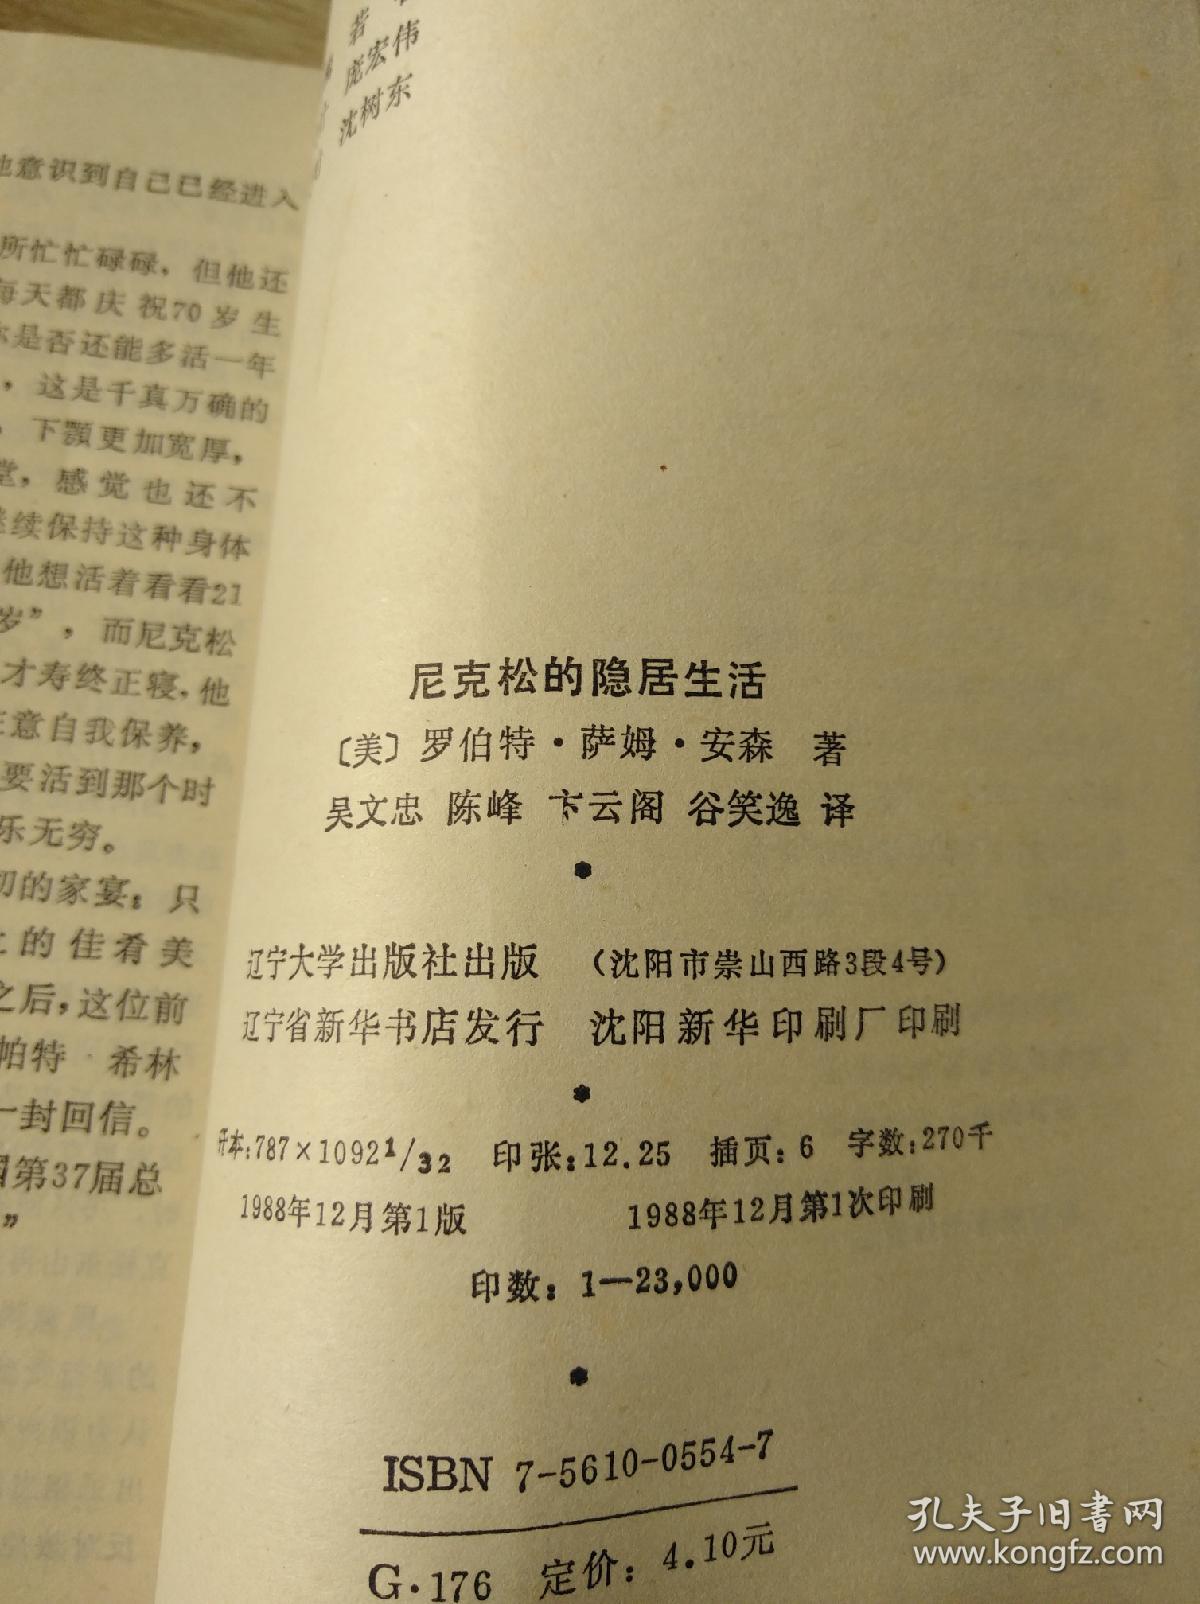 地意识到自己已经进入
所忙忙碌碌，但他还
每天都庆祝70岁生
你是否还能多活一年
，这是千真万确的
，下颚更加宽厚，
堂，感觉也还不
继续保持这种身体
他想活着看看21
岁”，而尼克松
才寿终正寝，他
注意自我保养，
要活到那个时
乐无穷。
切的家宴：只
上的佳肴美
之后，这位前
帕特·希林
一封回信。
国第37届总
”
庞宏伟
沈树东
尼克松的隐居生活
〔美〕罗伯特·萨姆·安森 著
吴文忠 陈峰 卞云阁 谷笑逸 译
辽宁大学出版社出版 （沈阳市崇山西路3段4号）
辽宁省新华书店发行 沈阳新华印刷厂印刷
开本：787×1092 1/32 印张：12.25 插页：6 字数：270千
1988年12月第1版 1988年12月第1次印刷
印数：1—23,000
ISBN 7-5610-0554-7
G·176 定价：4.10元
孔夫子旧书网
www.kongfz.com